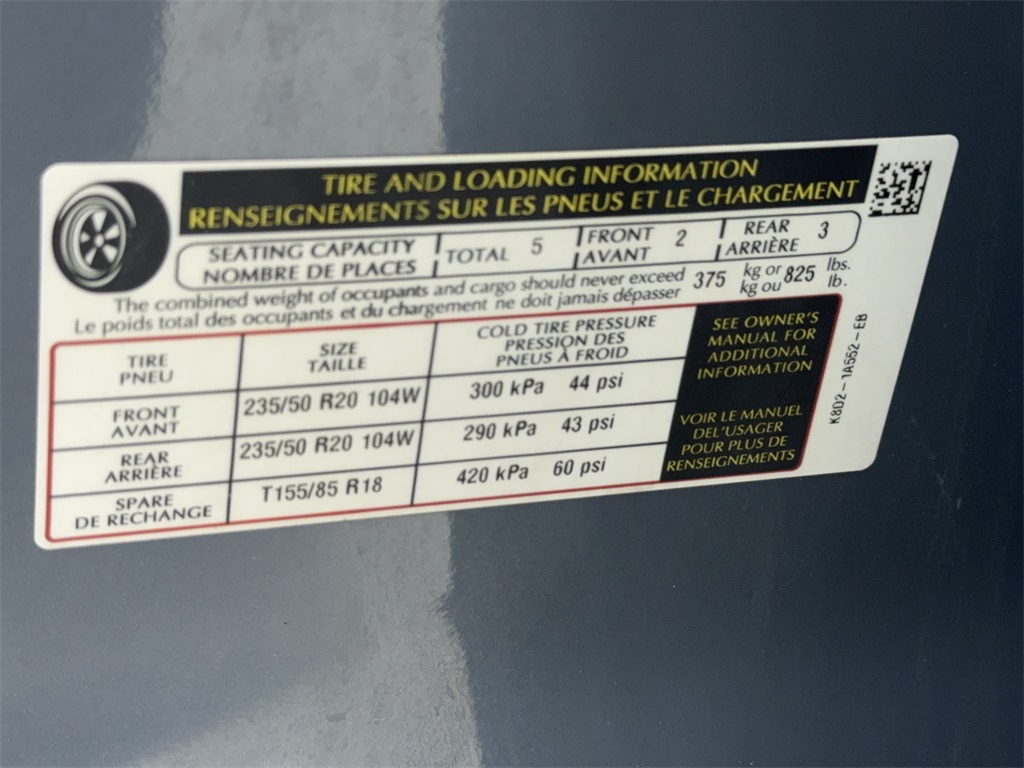 TIRE AND LOADING INFORMATION
RENSEIGNEMENTS SUR LES PNEUS ET LE CHARGEMENT
SEATING CAPACITY
NOMBRE DE PLACES
TOTAL 5
FRONT
AVANT
2
REAR
ARRIÈRE
3
The combined weight of occupants and cargo should never exceed
Le poids total des occupants et du chargement ne doit jamais dépasser
375
kg or
kg ou
825
lbs.
lb.
TIRE
PNEU
SIZE
TAILLE
COLD TIRE PRESSURE
PRESSION DES
PNEUS À FROID
FRONT
AVANT
235/50 R20 104W
300 kPa 44 psi
REAR
ARRIÈRE
235/50 R20 104W
290 kPa 43 psi
SPARE
DE RECHANGE
T155/85 R18
420 kPa 60 psi
SEE OWNER'S
MANUAL FOR
ADDITIONAL
INFORMATION
VOIR LE MANUEL
DEL'USAGER
POUR PLUS DE
RENSEIGNEMENTS
K8D2-1A552-EB